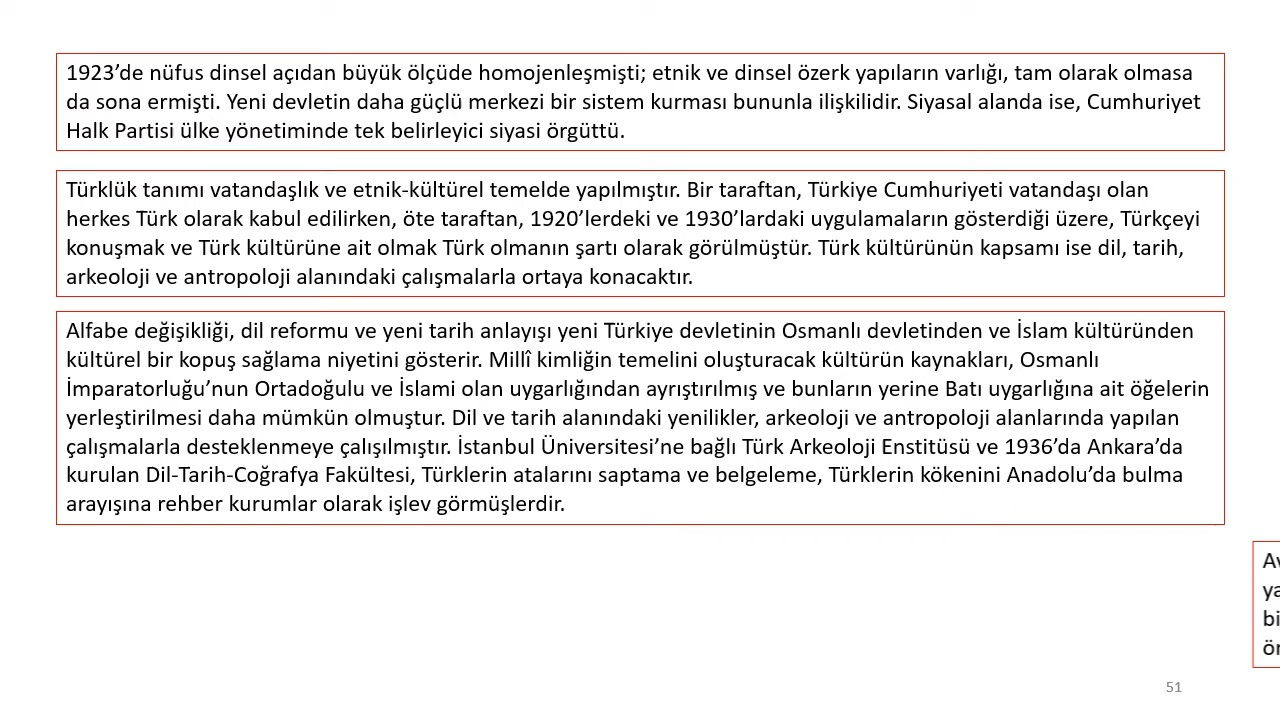 1923’de nüfus dinsel açıdan büyük ölçüde homojenleşmişti; etnik ve dinsel özerk yapıların varlığı, tam olarak olmasa
da sona ermişti. Yeni devletin daha güçlü merkezi bir sistem kurması bununla ilişkilidir. Siyasal alanda ise, Cumhuriyet
Halk Partisi ülke yönetiminde tek belirleyici siyasi örgüttü.
Türklük tanımı vatandaşlık ve etnik-kültürel temelde yapılmıştır. Bir taraftan, Türkiye Cumhuriyeti vatandaşı olan
herkes Türk olarak kabul edilirken, öte taraftan, 1920’lerdeki ve 1930’lardaki uygulamaların gösterdiği üzere, Türkçeyi
konuşmak ve Türk kültürüne ait olmak Türk olmanın şartı olarak görülmüştür. Türk kültürünün kapsamı ise dil, tarih,
arkeoloji ve antropoloji alanındaki çalışmalarla ortaya konacaktır.
Alfabe değişikliği, dil reformu ve yeni tarih anlayışı yeni Türkiye devletinin Osmanlı devletinden ve İslam kültüründen
kültürel bir kopuş sağlama niyetini gösterir. Millî kimliğin temelini oluşturacak kültürün kaynakları, Osmanlı
İmparatorluğu’nun Ortadoğulu ve İslami olan uygarlığından ayrıştırılmış ve bunların yerine Batı uygarlığına ait öğelerin
yerleştirilmesi daha mümkün olmuştur. Dil ve tarih alanındaki yenilikler, arkeoloji ve antropoloji alanlarında yapılan
çalışmalarla desteklenmeye çalışılmıştır. İstanbul Üniversitesi’ne bağlı Türk Arkeoloji Enstitüsü ve 1936’da Ankara’da
kurulan Dil-Tarih-Coğrafya Fakültesi, Türklerin atalarını saptama ve belgeleme, Türklerin kökenini Anadolu’da bulma
arayışına rehber kurumlar olarak işlev görmüşlerdir.
51